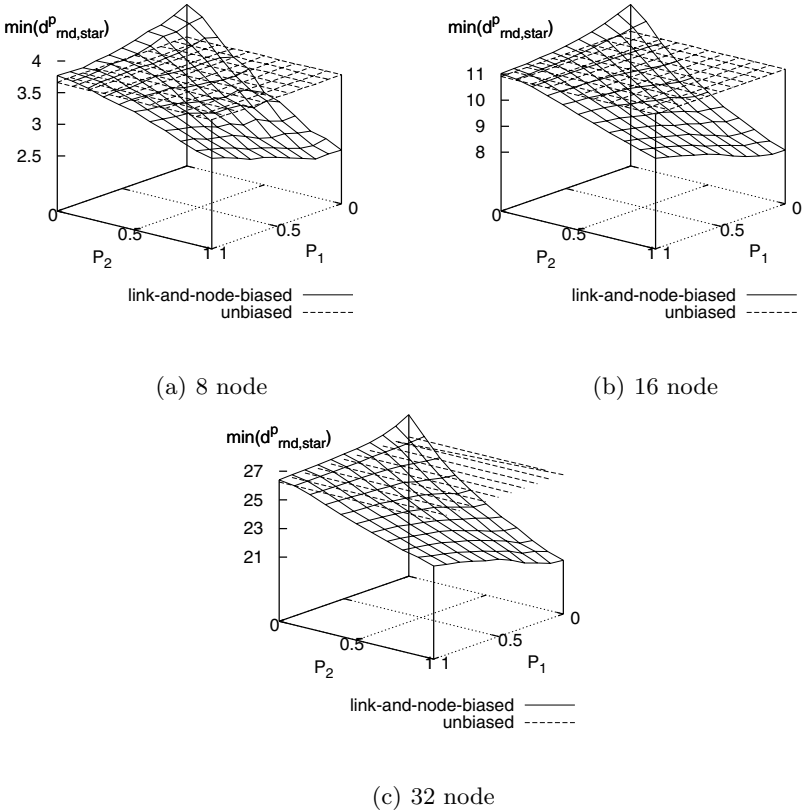 min(d^p_rnd,star)
4
3.5
3
2.5
0
0.5
1
P_2
1
0.5
0
P_1
link-and-node-biased
unbiased
(a) 8 node
min(d^p_rnd,star)
11
10
9
8
0
0.5
1
P_2
1
0.5
0
P_1
link-and-node-biased
unbiased
(b) 16 node
min(d^p_rnd,star)
27
25
23
21
0
0.5
1
P_2
1
0.5
0
P_1
link-and-node-biased
unbiased
(c) 32 node